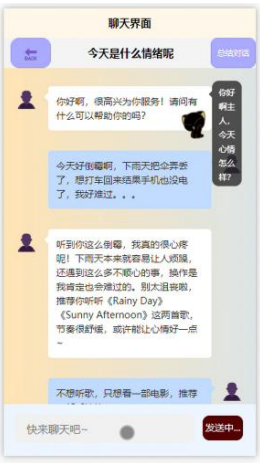 聊天界面
BACK
今天是什么情绪呢
总结对话
你好
啊主
人,
今天
心情
怎么
样?
你好啊，很高兴为你服务！请问有
什么可以帮助你的吗？
今天好倒霉啊，下雨天把伞弄丢
了，想打车回来结果手机也没电
了，我好难过。。。
听到你这么倒霉，我真的很心疼
呢！下雨天本来就容易让人烦躁，
还遇到这么多不顺心的事，换作是
我肯定也会难过的。别太沮丧啦，
推荐你听听《Rainy Day》
《Sunny Afternoon》这两首歌，
节奏很舒缓，或许能让心情好一点
~
不想听歌，只想看一部电影，推荐
快来聊天吧~
发送中...